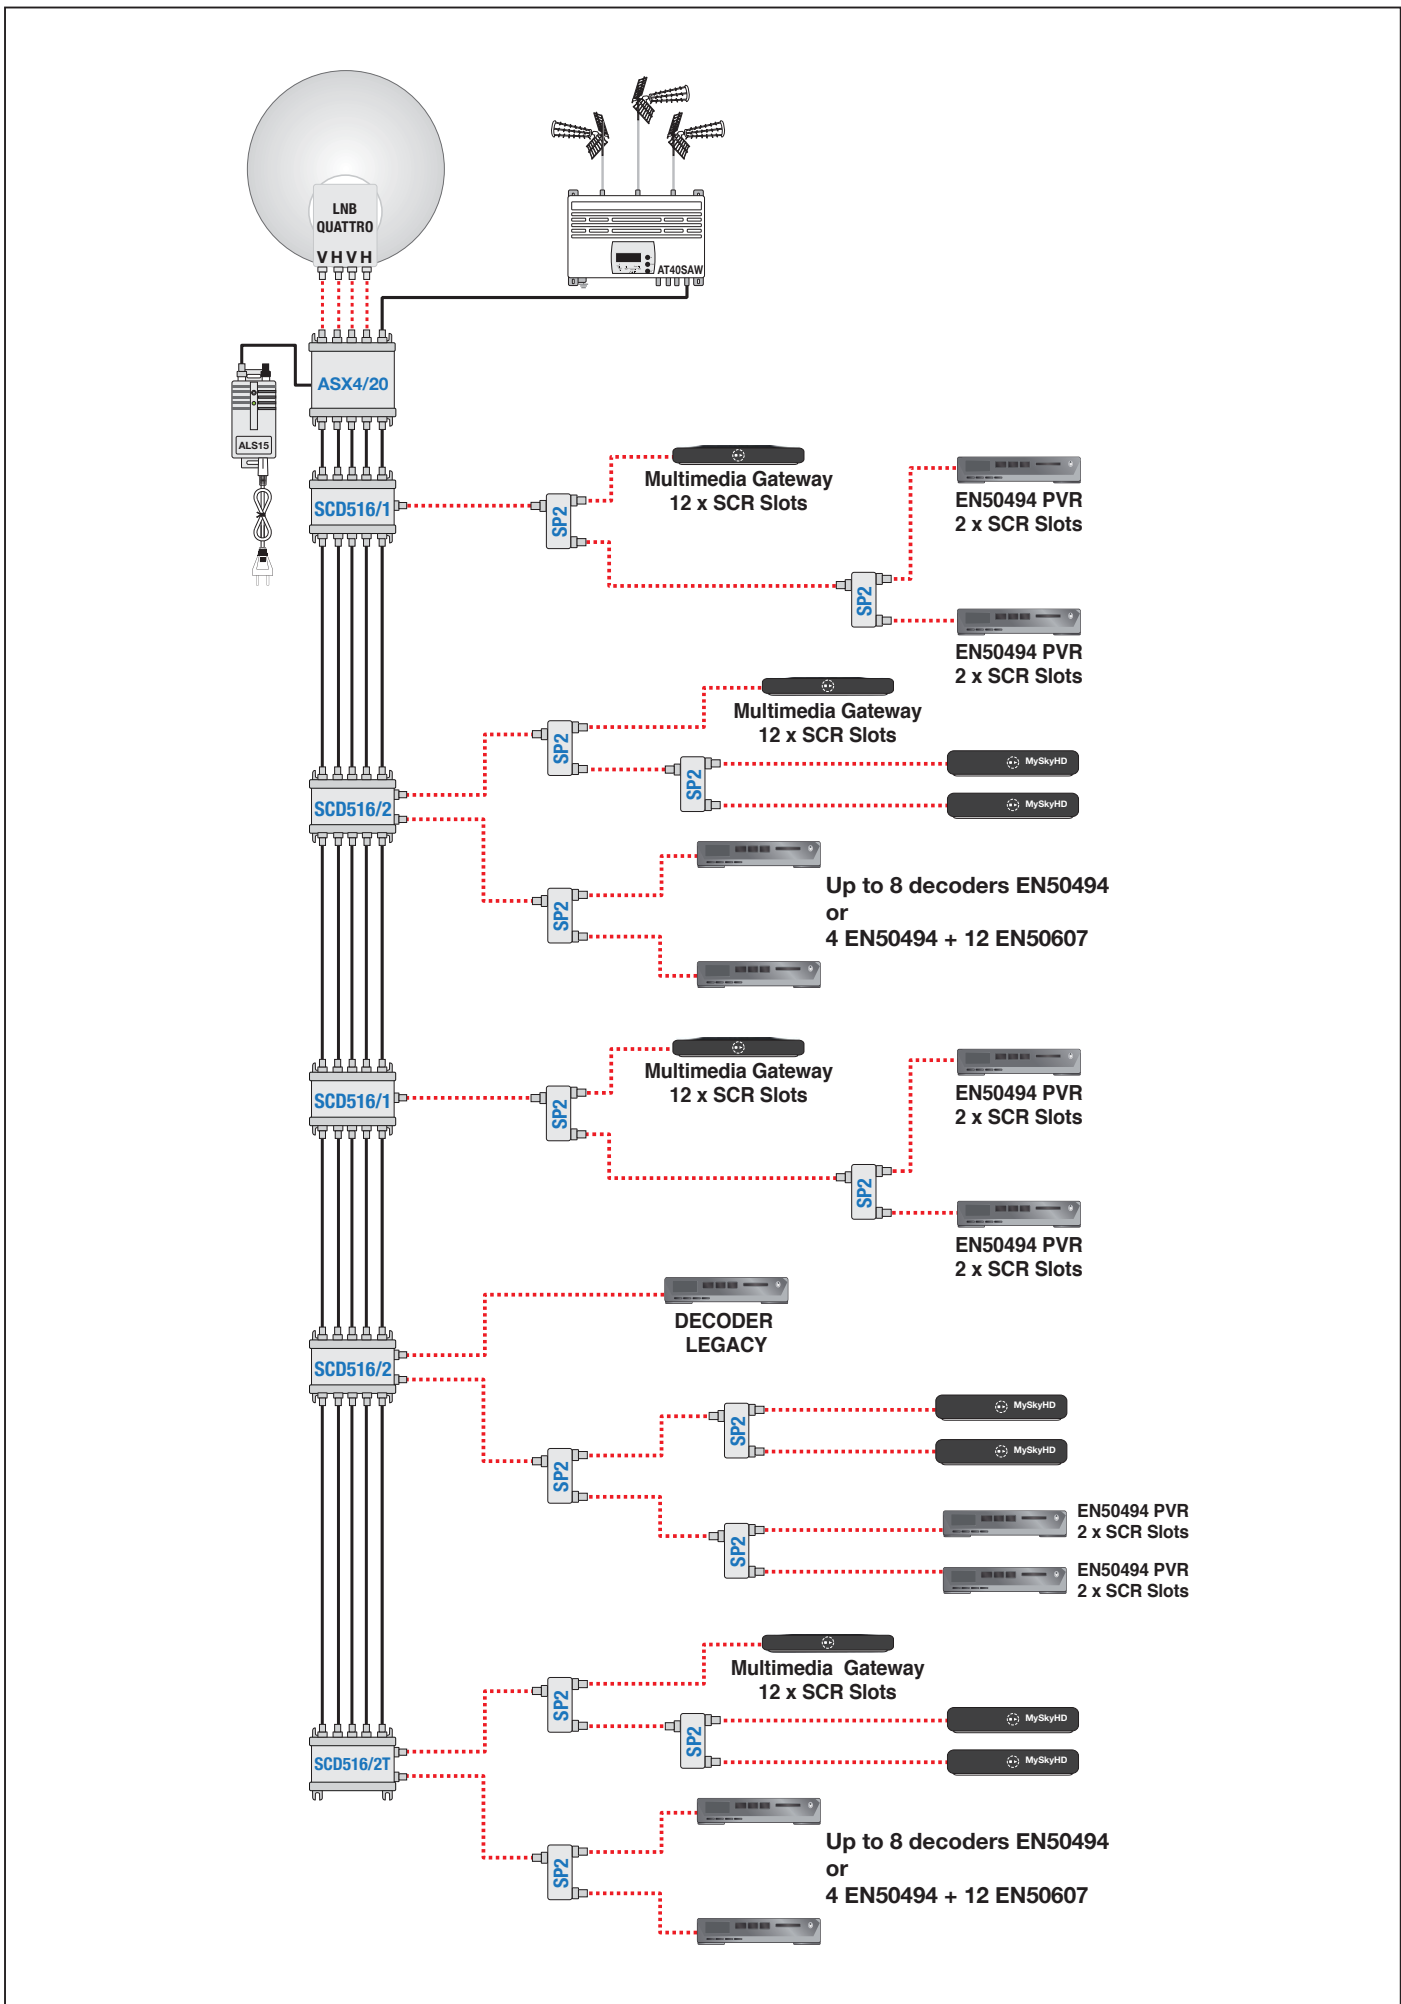 LNB
QUATTRO
V H V H
AT40SAW
ASX4/20
ALS15
SCD516/1
SP2
Multimedia Gateway
12 x SCR Slots
EN50494 PVR
2 x SCR Slots
SP2
EN50494 PVR
2 x SCR Slots
SCD516/2
SP2
Multimedia Gateway
12 x SCR Slots
SP2
MySkyHD
MySkyHD
SP2
Up to 8 decoders EN50494
or
4 EN50494 + 12 EN50607
SCD516/1
SP2
Multimedia Gateway
12 x SCR Slots
EN50494 PVR
2 x SCR Slots
SP2
EN50494 PVR
2 x SCR Slots
DECODER
LEGACY
SCD516/2
SP2
SP2
MySkyHD
MySkyHD
SP2
EN50494 PVR
2 x SCR Slots
EN50494 PVR
2 x SCR Slots
Multimedia Gateway
12 x SCR Slots
SP2
SP2
MySkyHD
MySkyHD
SCD516/2T
SP2
Up to 8 decoders EN50494
or
4 EN50494 + 12 EN50607